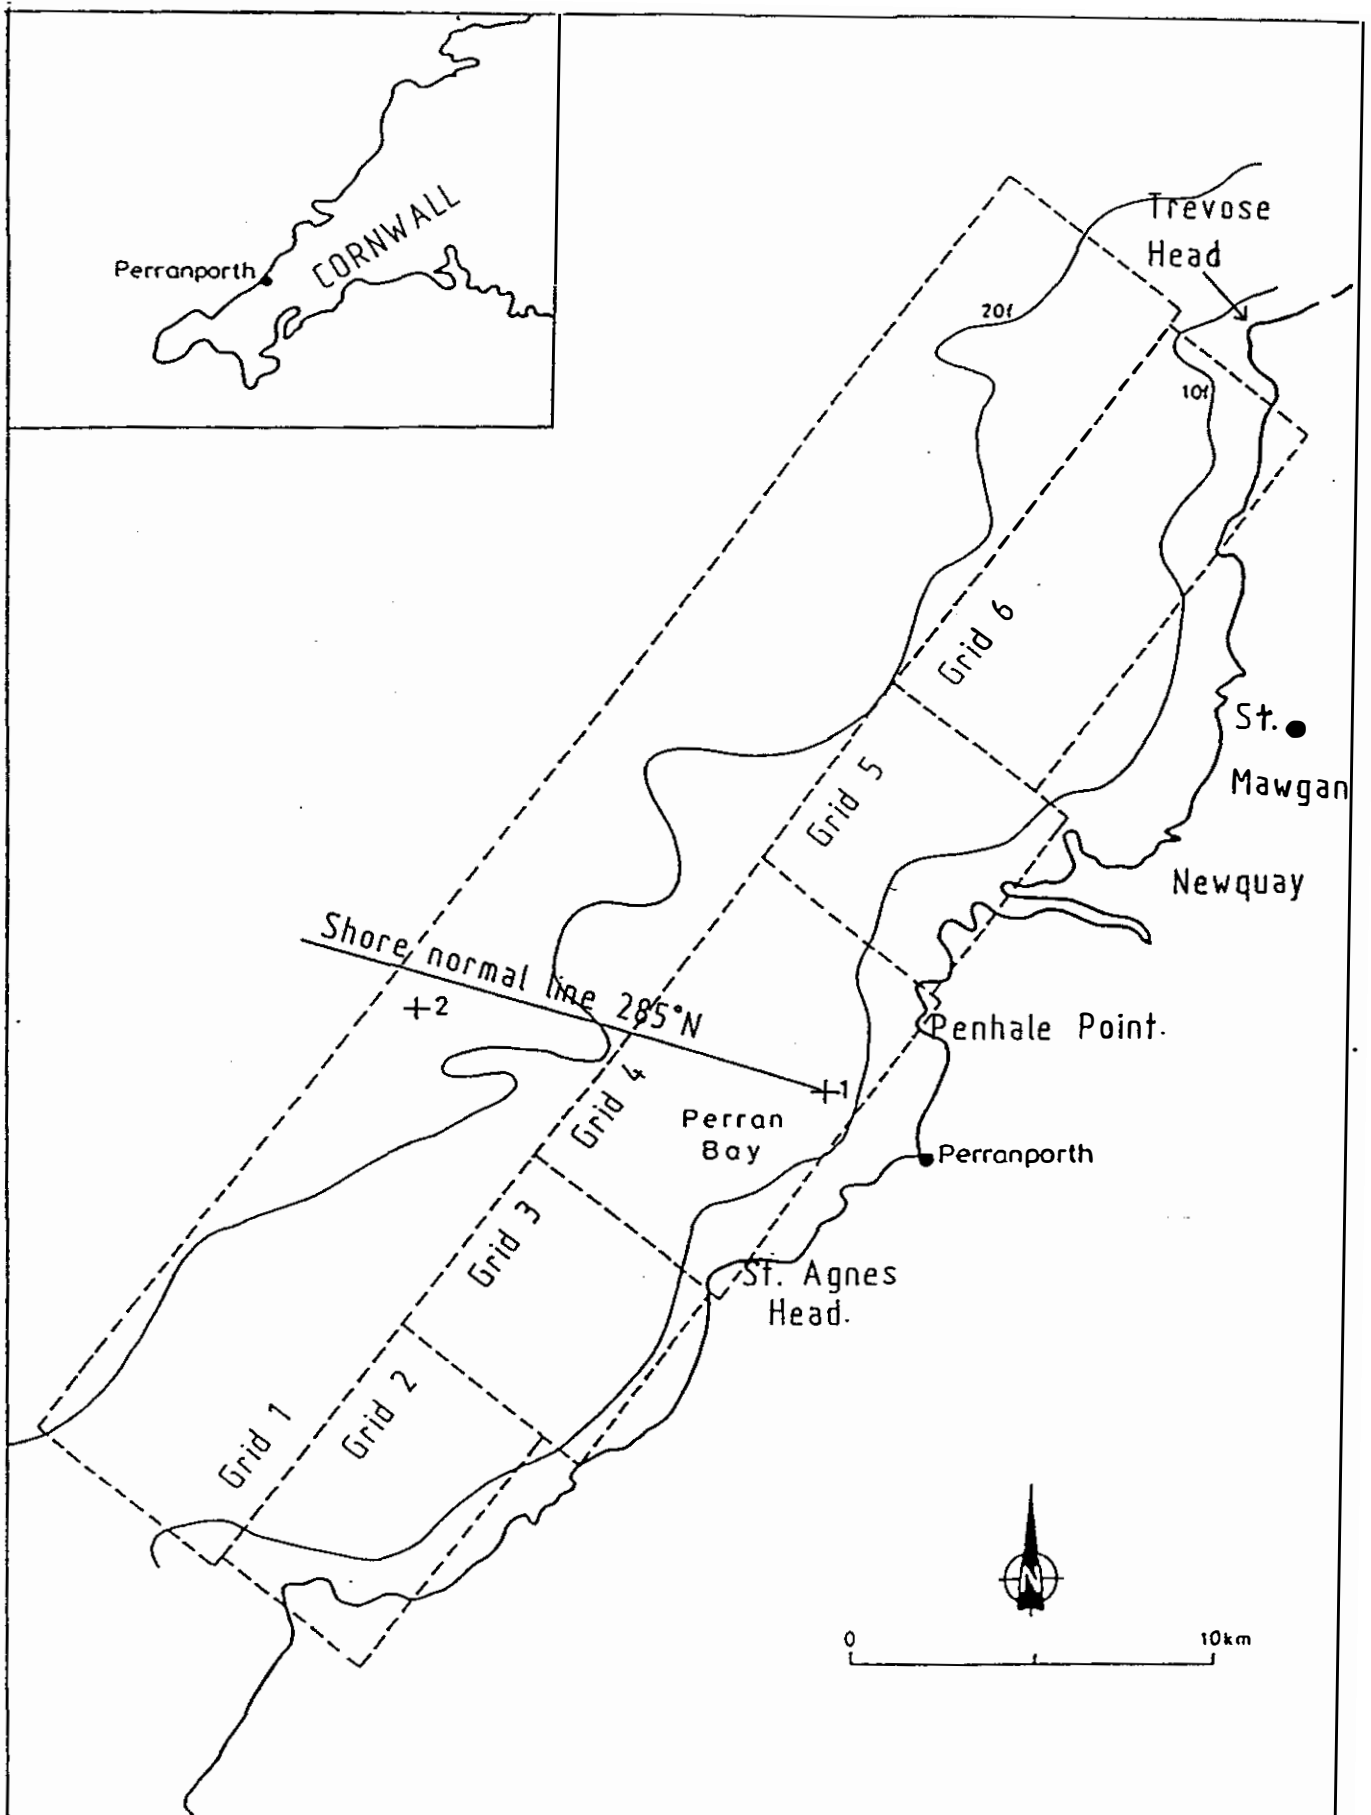 CORNWALL
Perranporth
Trevose
Head
20f
10f
Grid 6
St.
Mawgan
Grid 5
Newquay
Shore normal line 285°N
2
Penhale Point.
1
Grid 4
Perran
Bay
Perranporth
Grid 3
St. Agnes
Head.
Grid 2
Grid 1
N
0
10km